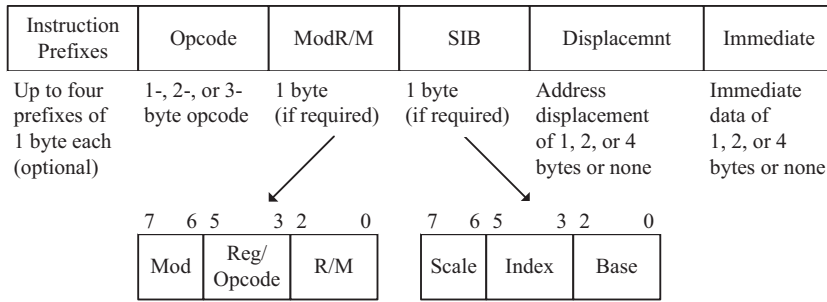 Instruction
Prefixes
Opcode
ModR/M
SIB
Displacemnt
Immediate
Up to four
prefixes of
1 byte each
(optional)
1-, 2-, or 3-
byte opcode
1 byte
(if required)
1 byte
(if required)
Address
displacement
of 1, 2, or 4
bytes or none
Immediate
data of
1, 2, or 4
bytes or none
7 6 5 3 2 0
Mod
Reg/
Opcode
R/M
7 6 5 3 2 0
Scale
Index
Base